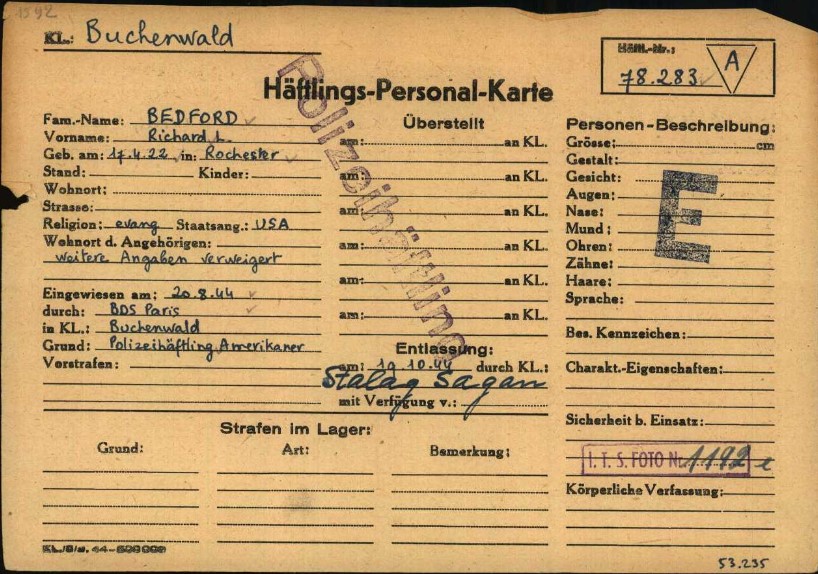 1592
KL.: Buchenwald
Häftl.-Nr.:
78.283
A
Häftlings-Personal-Karte
Polizeihäftling
Fam.-Name: BEDFORD
Vorname: Richard L.
Geb. am: 17.4.22 in: Rochester
Stand: Kinder:
Wohnort:
Strasse:
Religion: evang Staatsang.: USA
Wohnort d. Angehörigen:
weitere Angaben verweigert
Eingewiesen am: 20.8.44
durch: BDS Paris
in KL.: Buchenwald
Grund: Polizeihäftling Amerikaner
Vorstrafen:
Überstellt
am: an KL.
am: an KL.
am: an KL.
am: an KL.
am: an KL.
am: an KL.
Entlassung:
am: 19.10.44 durch KL.:
Stalag Sagan
mit Verfügung v.:
Personen-Beschreibung:
Grösse: cm
Gestalt:
Gesicht:
Augen:
Nase:
Mund:
Ohren:
Zähne:
Haare:
Sprache:
E
Bes. Kennzeichen:
Charakt.-Eigenschaften:
Sicherheit b. Einsatz:
I.T.S. FOTO Nr. 1192 e
Körperliche Verfassung:
Strafen im Lager:
Grund: Art: Bemerkung:
53.235